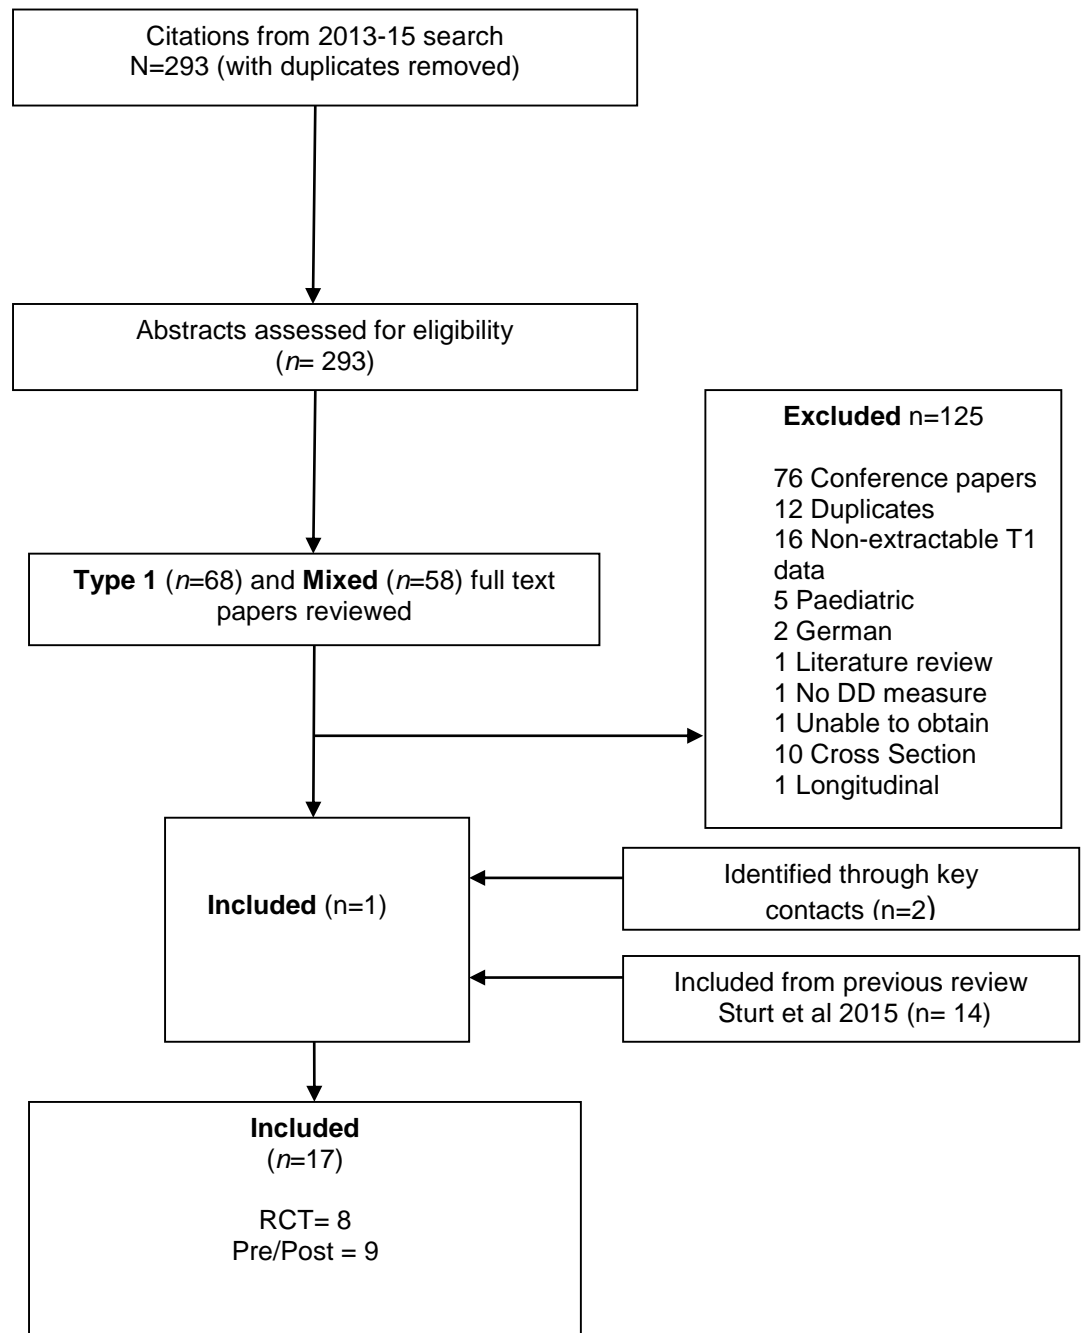 Citations from 2013-15 search
N=293 (with duplicates removed)
Abstracts assessed for eligibility
(n= 293)
Excluded n=125
76 Conference papers
12 Duplicates
16 Non-extractable T1
data
5 Paediatric
2 German
1 Literature review
1 No DD measure
1 Unable to obtain
10 Cross Section
1 Longitudinal
Type 1 (n=68) and Mixed (n=58) full text
papers reviewed
Included (n=1)
Identified through key
contacts (n=2)
Included from previous review
Sturt et al 2015 (n= 14)
Included
(n=17)
RCT= 8
Pre/Post = 9